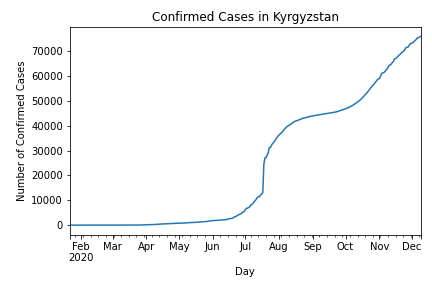 Confirmed Cases in Kyrgyzstan
Number of Confirmed Cases
70000
60000
50000
40000
30000
20000
10000
0
Feb Mar Apr May Jun Jul Aug Sep Oct Nov Dec
2020
Day